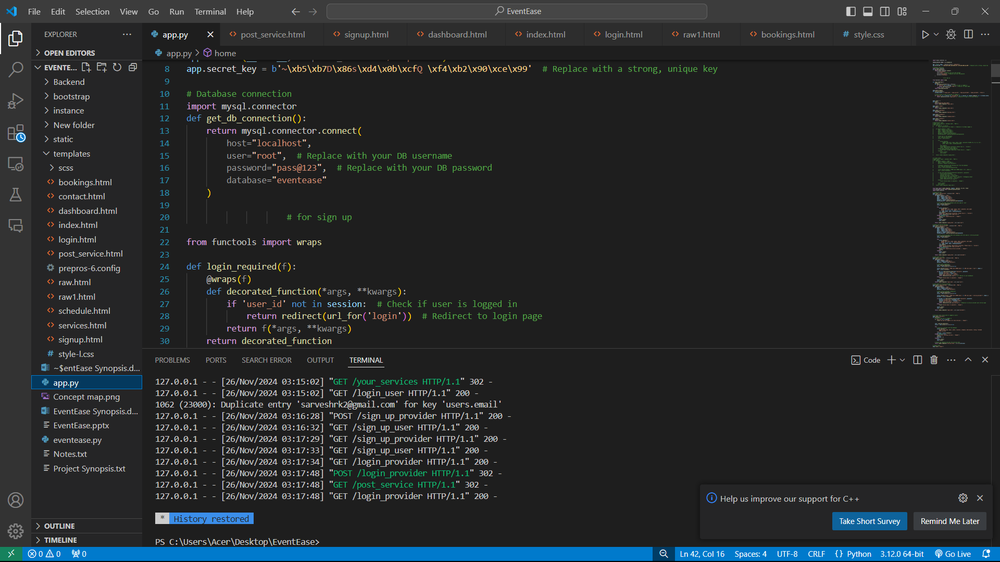 File Edit Selection View Go Run Terminal Help
EventEase
EXPLORER
OPEN EDITORS
EVENTE...
Backend
bootstrap
instance
New folder
static
templates
scss
bookings.html
contact.html
dashboard.html
index.html
login.html
post_service.html
prepros-6.config
raw.html
raw1.html
schedule.html
services.html
signup.html
style-l.css
~$entEase Synopsis.d...
app.py
Concept map.png
EventEase Synopsis.d...
EventEase.pptx
eventease.py
Notes.txt
Project Synopsis.txt
OUTLINE
TIMELINE
app.py post_service.html signup.html dashboard.html index.html login.html raw1.html bookings.html style.css
app.py > home
8 app.secret_key = b'~\xb5\xb7D\x86s\xd4\x0b\xcfQ \xf4\xb2\x90\xce\x99' # Replace with a strong, unique key
9
10 # Database connection
11 import mysql.connector
12 def get_db_connection():
13 return mysql.connector.connect(
14 host="localhost",
15 user="root", # Replace with your DB username
16 password="pass@123", # Replace with your DB password
17 database="eventease"
18 )
19
20 # for sign up
21
22 from functools import wraps
23
24 def login_required(f):
25 @wraps(f)
26 def decorated_function(*args, **kwargs):
27 if 'user_id' not in session: # Check if user is logged in
28 return redirect(url_for('login')) # Redirect to login page
29 return f(*args, **kwargs)
30 return decorated_function
PROBLEMS PORTS SEARCH ERROR OUTPUT TERMINAL
Code
127.0.0.1 - - [26/Nov/2024 03:15:02] "GET /your_services HTTP/1.1" 302 -
127.0.0.1 - - [26/Nov/2024 03:15:02] "GET /login_user HTTP/1.1" 200 -
1062 (23000): Duplicate entry 'sarveshrk2@gmail.com' for key 'users.email'
127.0.0.1 - - [26/Nov/2024 03:16:28] "POST /sign_up_provider HTTP/1.1" 200 -
127.0.0.1 - - [26/Nov/2024 03:16:32] "GET /sign_up_user HTTP/1.1" 200 -
127.0.0.1 - - [26/Nov/2024 03:17:29] "GET /sign_up_provider HTTP/1.1" 200 -
127.0.0.1 - - [26/Nov/2024 03:17:33] "GET /sign_up_user HTTP/1.1" 200 -
127.0.0.1 - - [26/Nov/2024 03:17:34] "GET /login_provider HTTP/1.1" 200 -
127.0.0.1 - - [26/Nov/2024 03:17:48] "POST /login_provider HTTP/1.1" 302 -
127.0.0.1 - - [26/Nov/2024 03:17:48] "GET /post_service HTTP/1.1" 302 -
127.0.0.1 - - [26/Nov/2024 03:17:48] "GET /login_provider HTTP/1.1" 200 -
* History restored
PS C:\Users\Acer\Desktop\EventEase>
Help us improve our support for C++
Take Short Survey Remind Me Later
0 0 0 Ln 42, Col 16 Spaces: 4 UTF-8 CRLF {} Python 3.12.0 64-bit Go Live